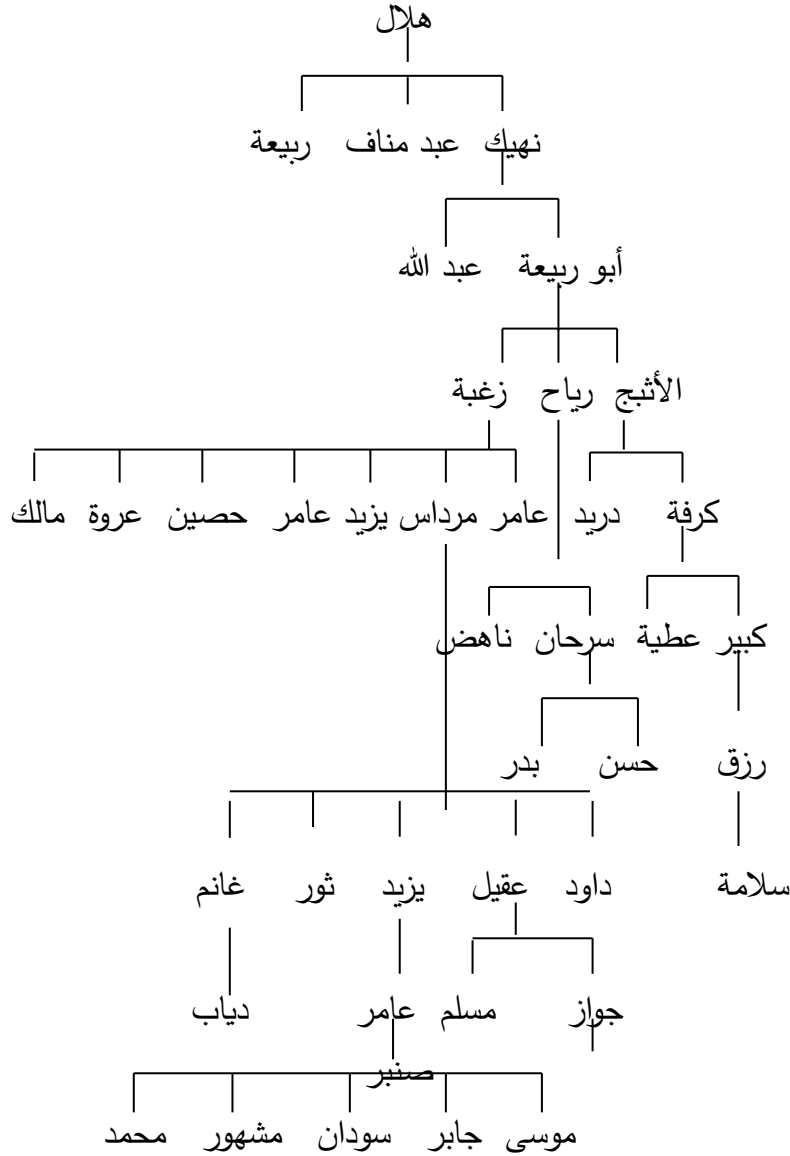 هلال
نهيك عبد مناف ربيعة
أبو ربيعة عبد الله
الأثبج رياح زغبة
كرفة دريد عامر مرداس يزيد عامر حصين عروة مالك
كبير عطية سرحان ناهض
رزق حسن بدر
سلامة داود عقيل يزيد ثور غانم
جواز مسلم عامر دياب
صنبر
موسى جابر سودان مشهور محمد